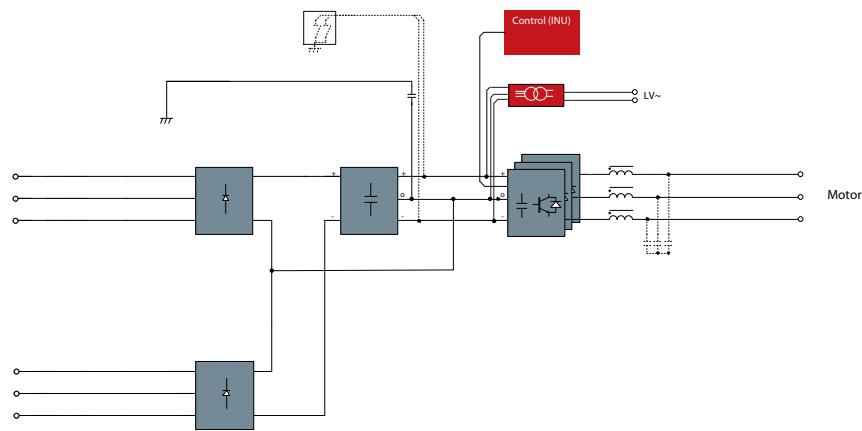 Control (INU)
LV~
+
+
+
o
o
-
-
-
Motor